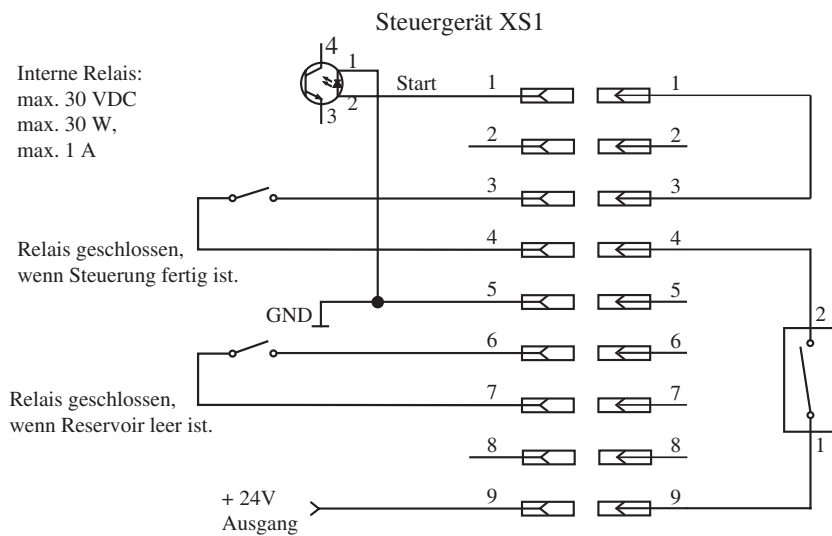 Steuergerät XS1
Interne Relais:
max. 30 VDC
max. 30 W,
max. 1 A
4
1
2
3
Start
1
1
2
2
3
3
4
4
Relais geschlossen,
wenn Steuerung fertig ist.
5
5
GND
6
6
2
7
7
Relais geschlossen,
wenn Reservoir leer ist.
1
8
8
+ 24V
Ausgang
9
9